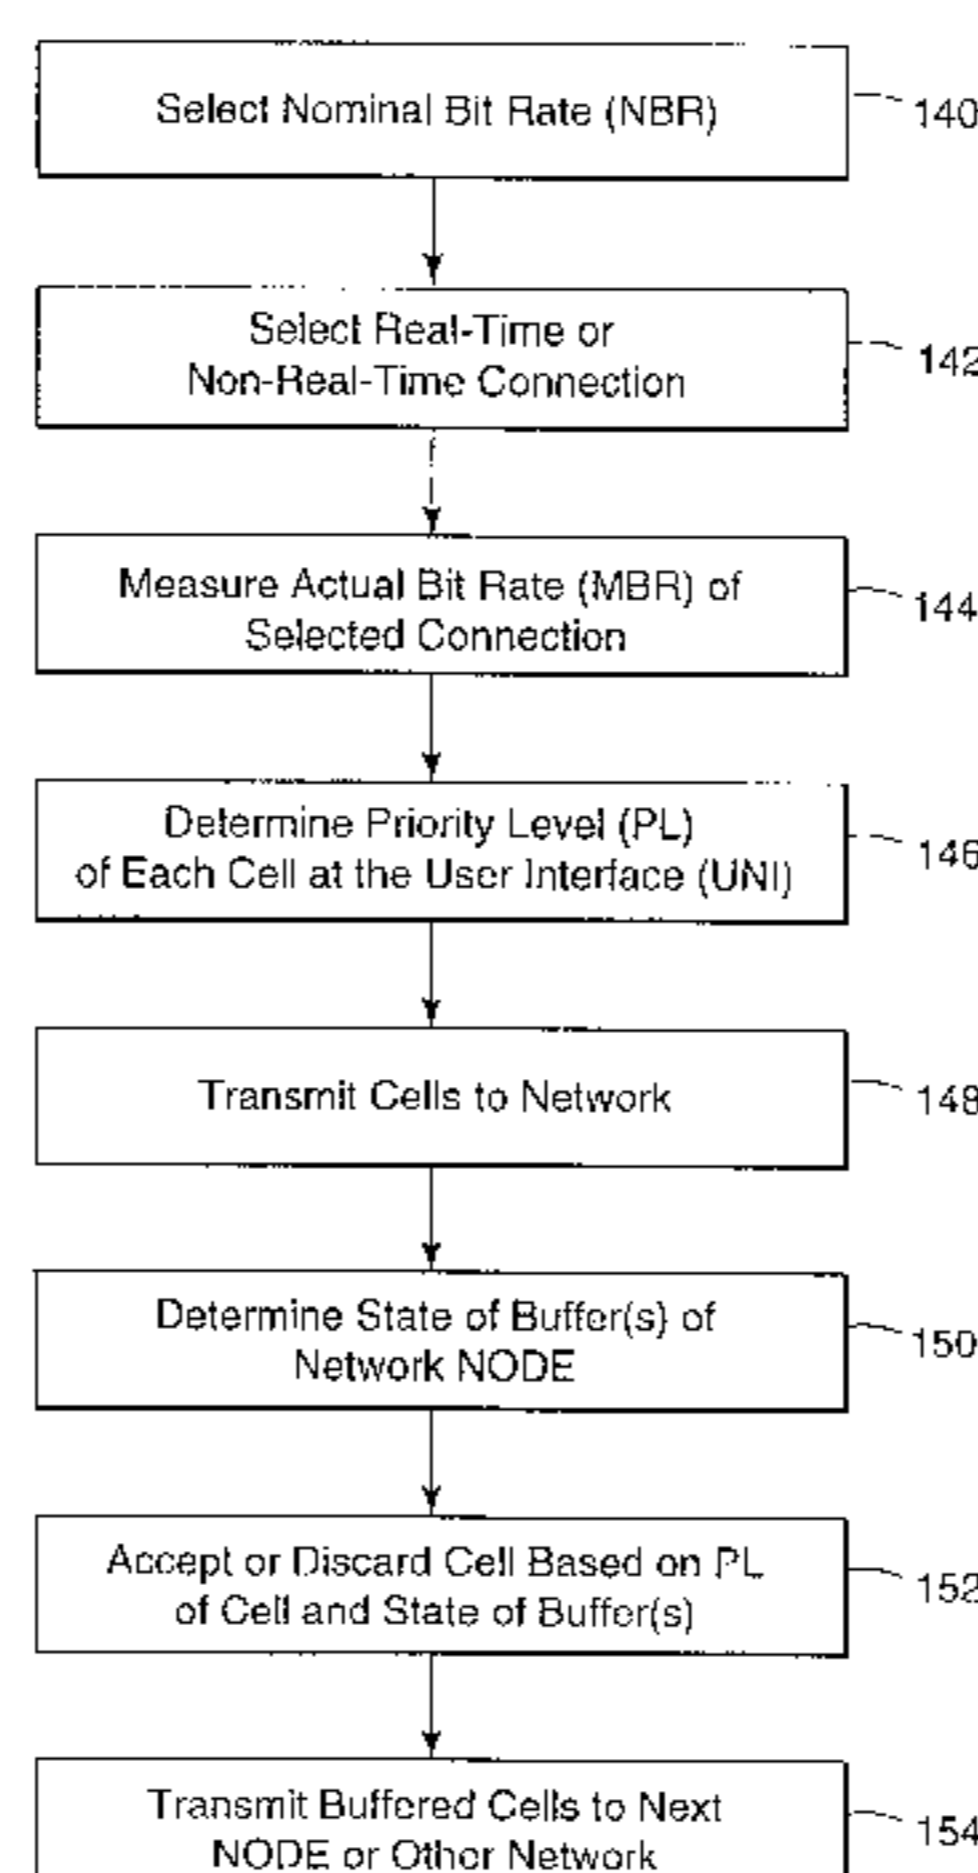 Select Nominal Bit Rate (NBR)
140
Select Real-Time or
Non-Real-Time Connection
142
Measure Actual Bit Rate (MBR) of
Selected Connection
144
Determine Priority Level (PL)
of Each Cell at the User Interface (UNI)
146
Transmit Cells to Network
148
Determine State of Buffer(s) of
Network NODE
150
Accept or Discard Cell Based on PL
of Cell and State of Buffer(s)
152
Transmit Buffered Cells to Next
NODE or Other Network
154